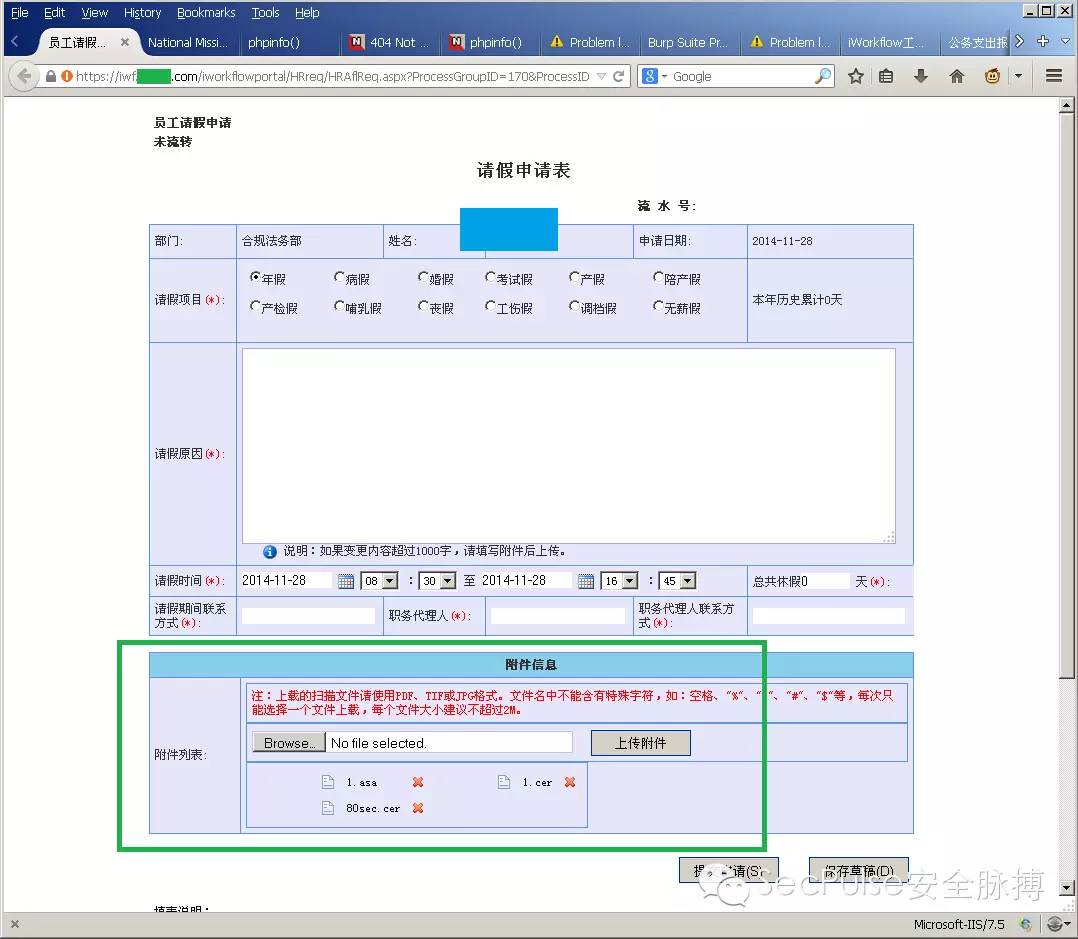 File Edit View History Bookmarks Tools Help
员工请假... National Missi... phpinfo() 404 Not ... phpinfo() Problem l... Burp Suite Pr... Problem l... iWorkflow工... 公务支出报
https://iwf. .com/iworkflowportal/HRreq/HRAflReq.aspx?ProcessGroupID=170&ProcessID Google
员工请假申请
未流转
请假申请表
流 水 号:
部门: 合规法务部 姓名: 申请日期: 2014-11-28
请假项目(*): 年假 病假 婚假 考试假 产假 陪产假 本年历史累计0天
产检假 哺乳假 丧假 工伤假 调档假 无薪假
请假原因(*):
说明：如果变更内容超过1000字，请填写附件后上传。
请假时间(*): 2014-11-28 08 : 30 至 2014-11-28 16 : 45 总共休假0 天(*):
请假期间联系方式(*): 职务代理人(*): 职务代理人联系方式(*):
附件信息
注：上载的扫描文件请使用PDF、TIF或JPG格式。文件名中不能含有特殊字符，如：空格、"%"、 "#"、"$"等，每次只
能选择一个文件上载，每个文件大小建议不超过2M。
附件列表: Browse... No file selected. 上传附件
1.asa 1.cer
80sec.cer
提 请(S) 保存草稿(D)
SecPulse安全脉搏
填表说明：
Microsoft-IIS/7.5